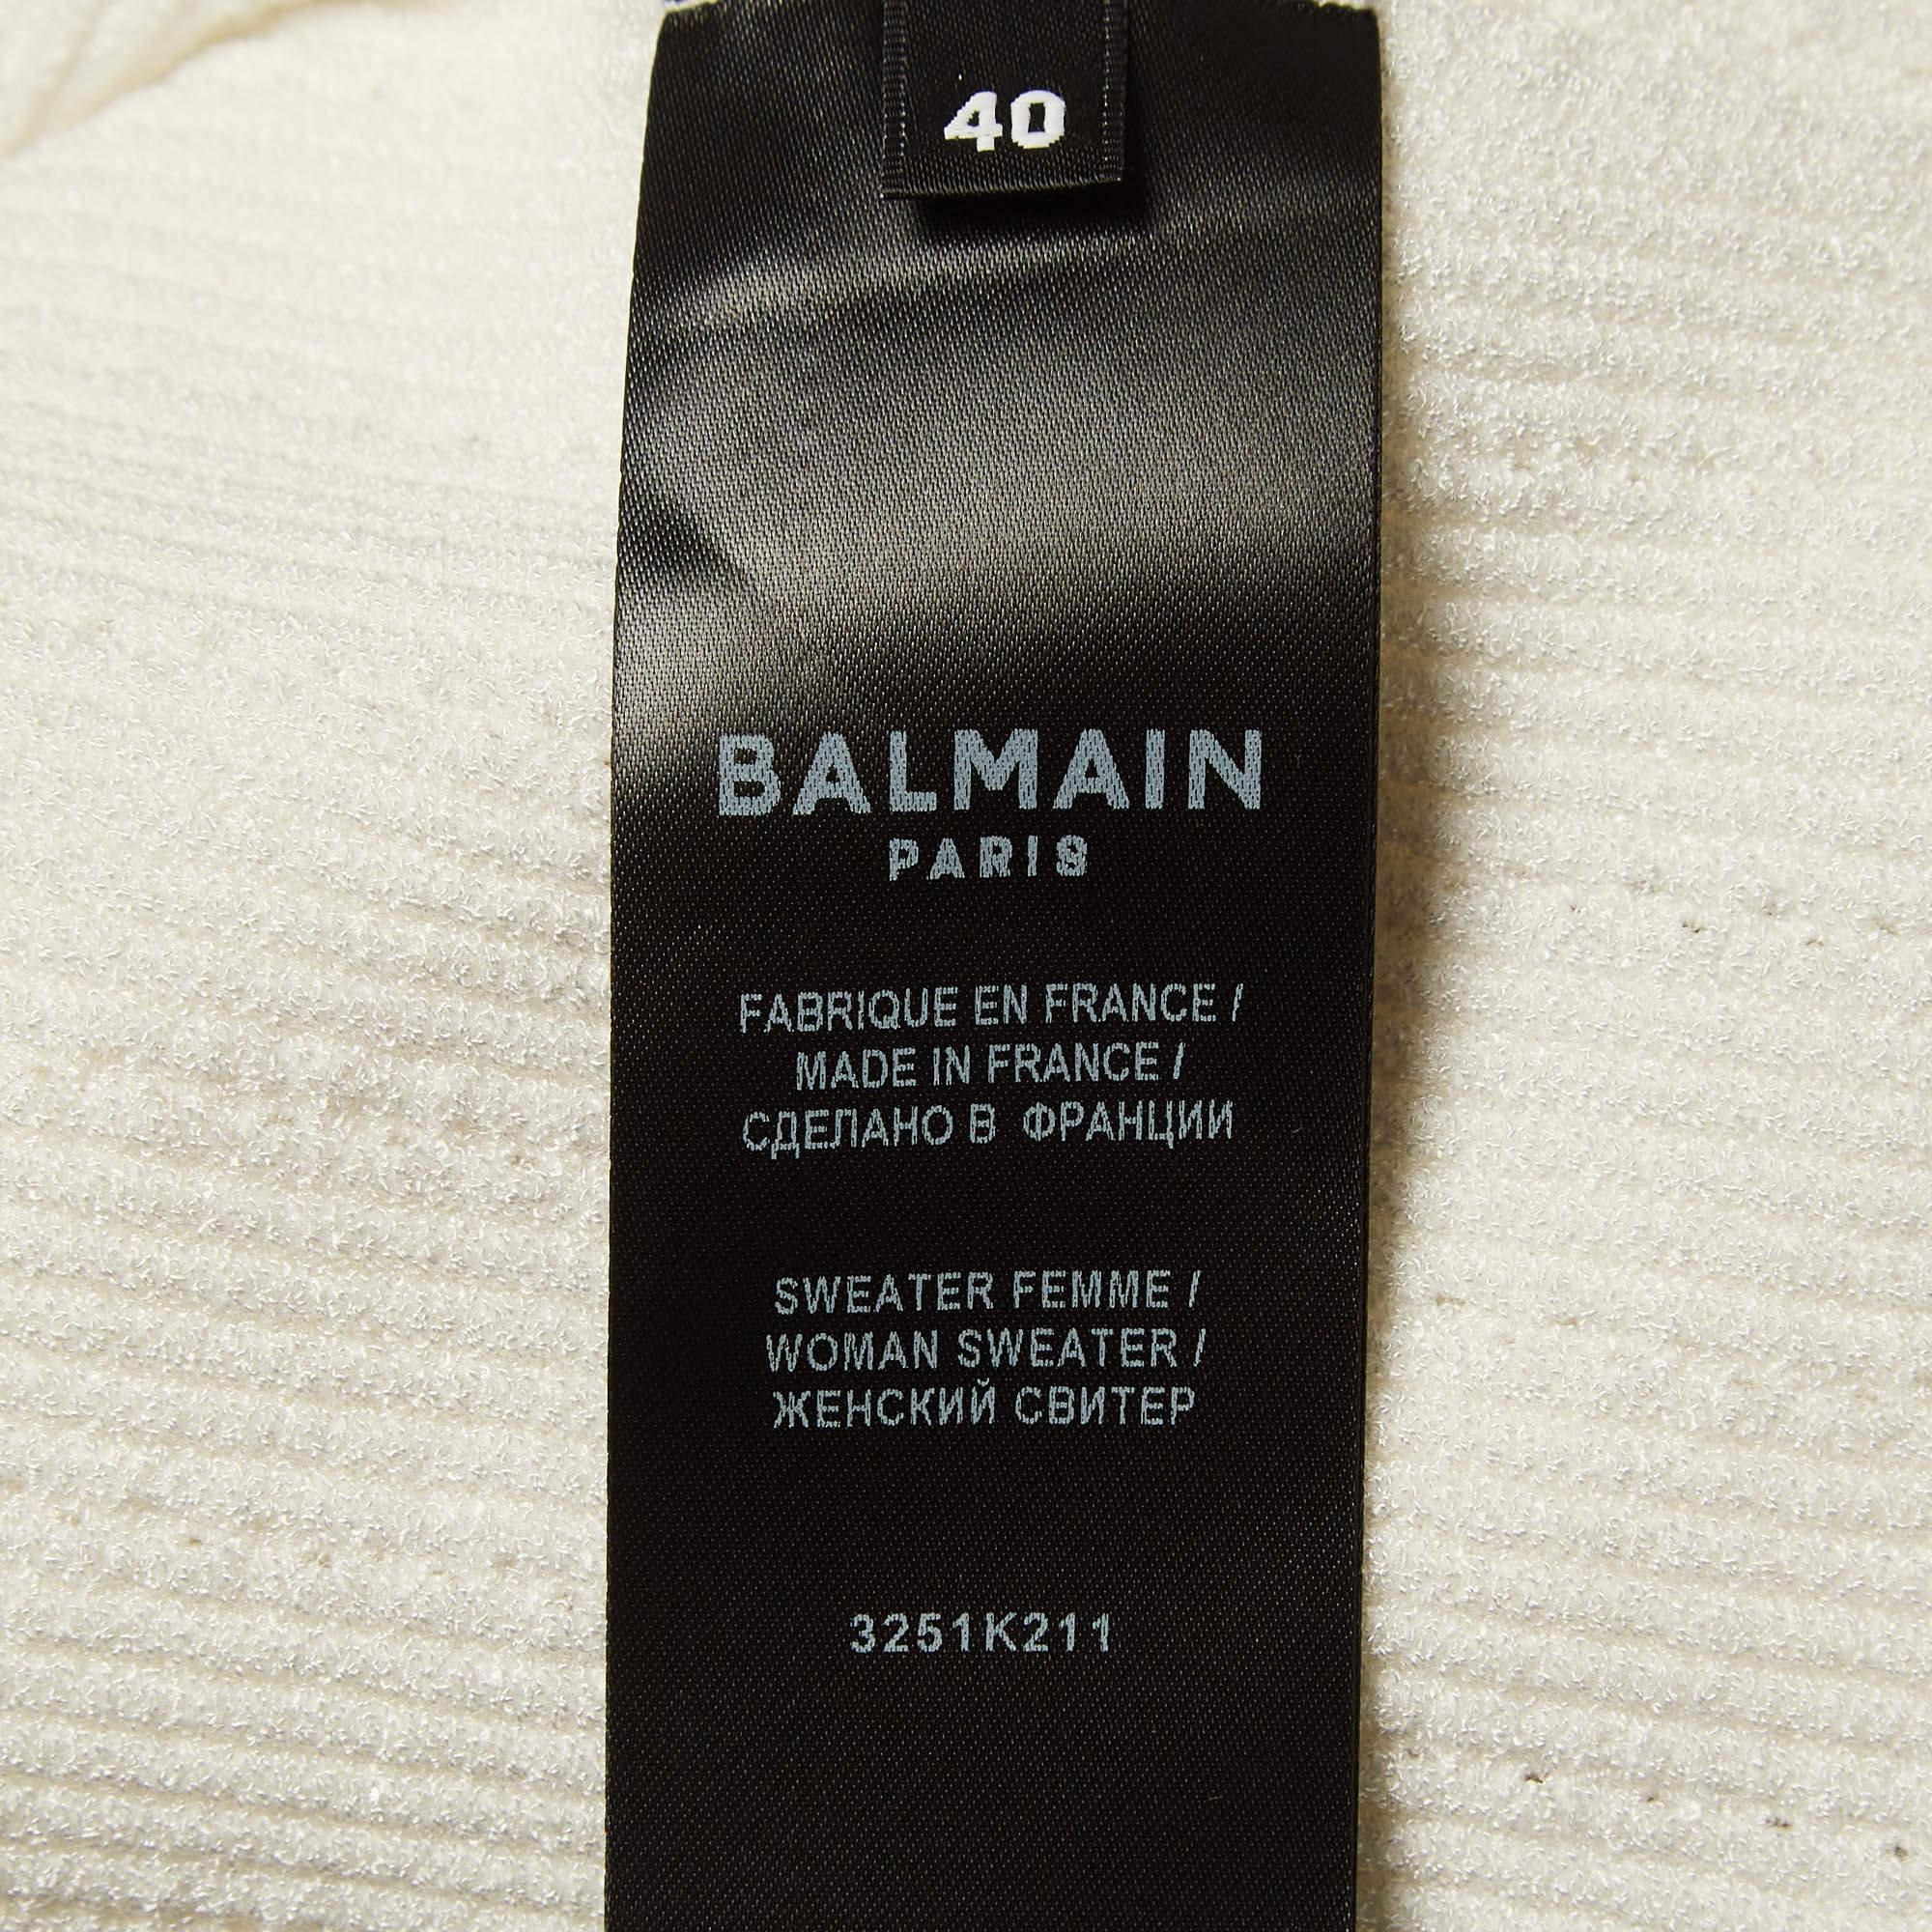 40
BALMAIN
PARIS
FABRIQUE EN FRANCE /
MADE IN FRANCE /
СДЕЛАНО В ФРАНЦИИ
SWEATER FEMME /
WOMAN SWEATER /
ЖЕНСКИЙ СВИТЕР
3251K211